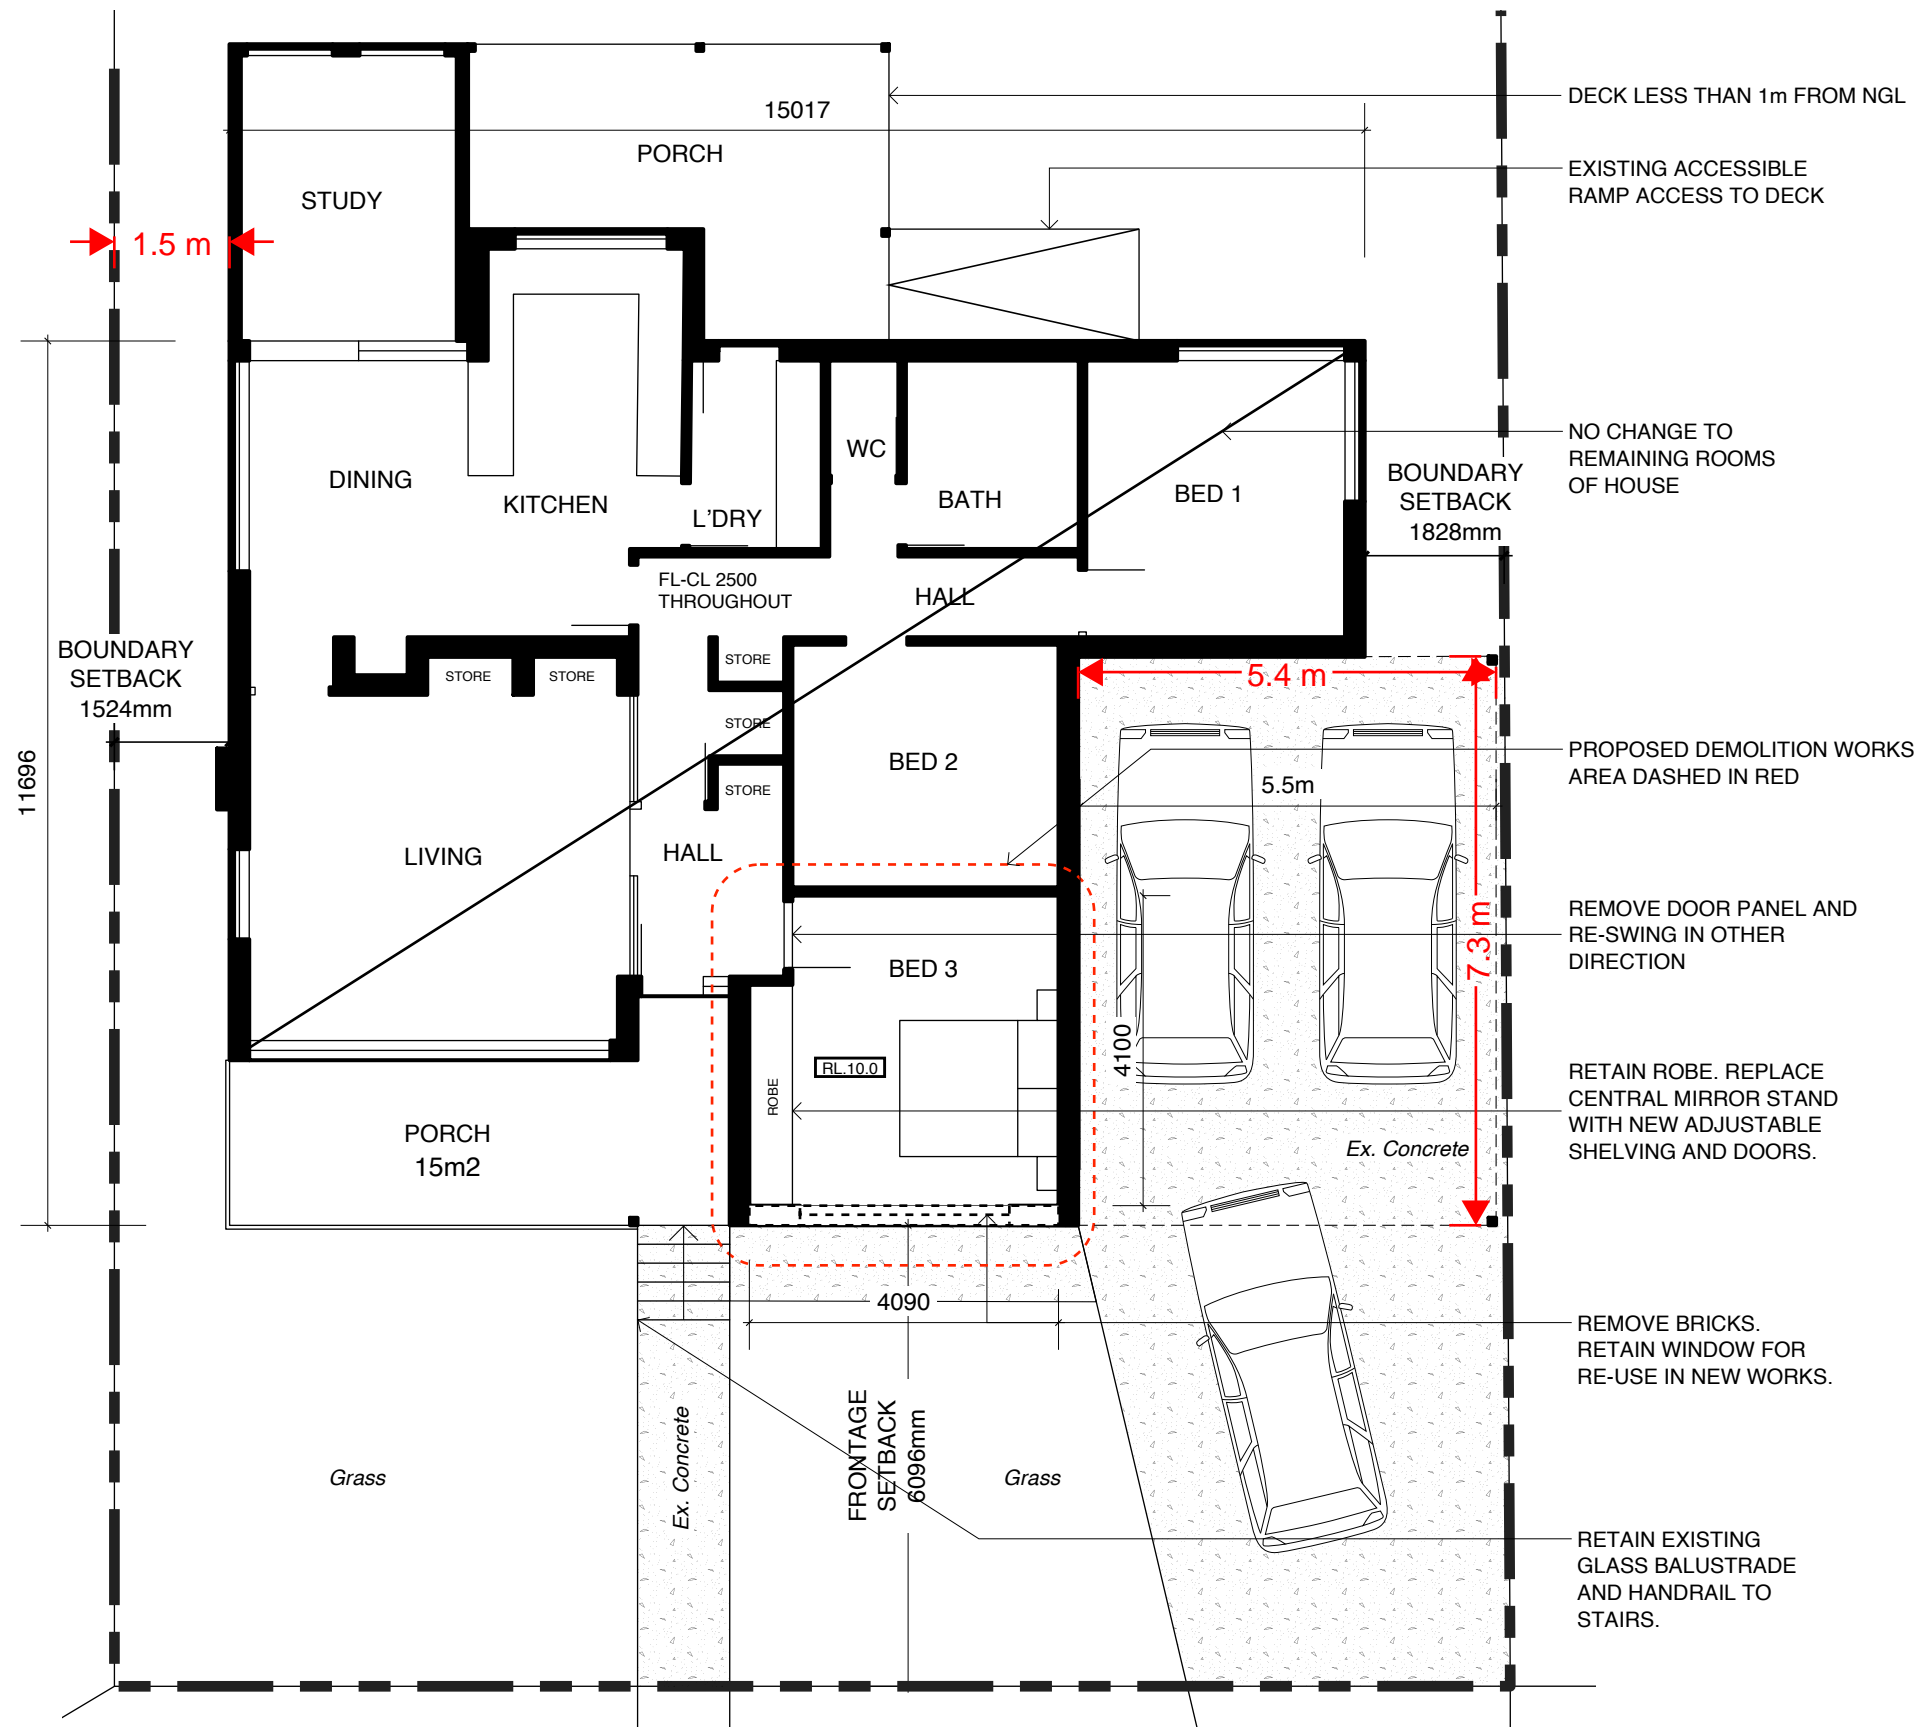 DECK LESS THAN 1m FROM NGL
15017
PORCH
EXISTING ACCESSIBLE
RAMP ACCESS TO DECK
STUDY
1.5 m
NO CHANGE TO
REMAINING ROOMS
OF HOUSE
WC
DINING
KITCHEN
L'DRY
BATH
BED 1
BOUNDARY
SETBACK
1828mm
FL-CL 2500
THROUGHOUT
HALL
BOUNDARY
SETBACK
1524mm
STORE
STORE
STORE
STORE
STORE
5.4 m
11696
BED 2
5.5m
PROPOSED DEMOLITION WORKS
AREA DASHED IN RED
LIVING
HALL
7.3 m
REMOVE DOOR PANEL AND
RE-SWING IN OTHER
DIRECTION
BED 3
4100
RL.10.0
ROBE
RETAIN ROBE. REPLACE
CENTRAL MIRROR STAND
WITH NEW ADJUSTABLE
SHELVING AND DOORS.
PORCH
15m2
Ex. Concrete
4090
REMOVE BRICKS.
RETAIN WINDOW FOR
RE-USE IN NEW WORKS.
FRONTAGE
SETBACK
6096mm
Grass
Ex. Concrete
Grass
RETAIN EXISTING
GLASS BALUSTRADE
AND HANDRAIL TO
STAIRS.